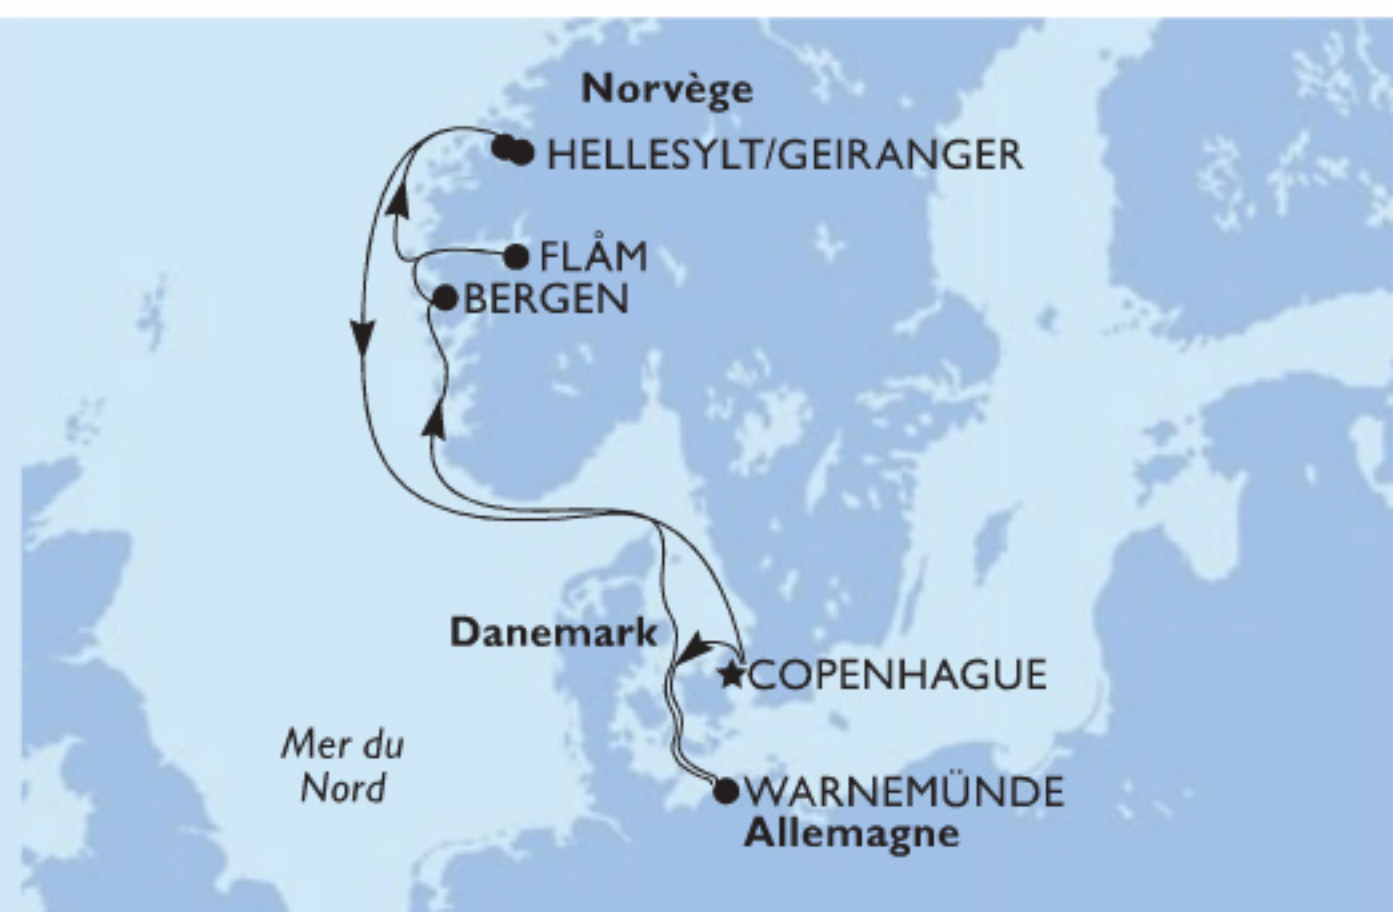 Norvège
HELLESYLT/GEIRANGER
FLÅM
BERGEN
Danemark
COPENHAGUE
Mer du
Nord
WARNEMÜNDE
Allemagne